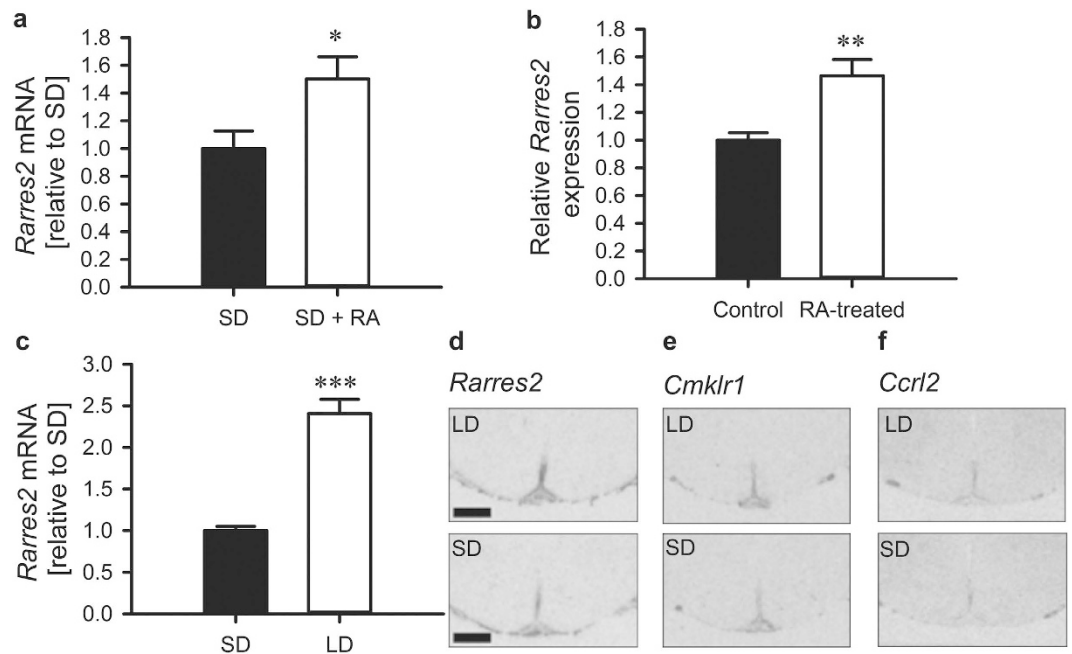 a
Rarres2 mRNA
[relative to SD]
1.8
1.6
1.4
1.2
1.0
0.8
0.6
0.4
0.2
0.0
*
SD
SD + RA
b
Relative Rarres2
expression
1.8
1.6
1.4
1.2
1.0
0.8
0.6
0.4
0.2
0.0
**
Control
RA-treated
c
Rarres2 mRNA
[relative to SD]
3.0
2.5
2.0
1.5
1.0
0.5
0.0
***
SD
LD
d
Rarres2
LD
SD
e
Cmklr1
LD
SD
f
Ccrl2
LD
SD